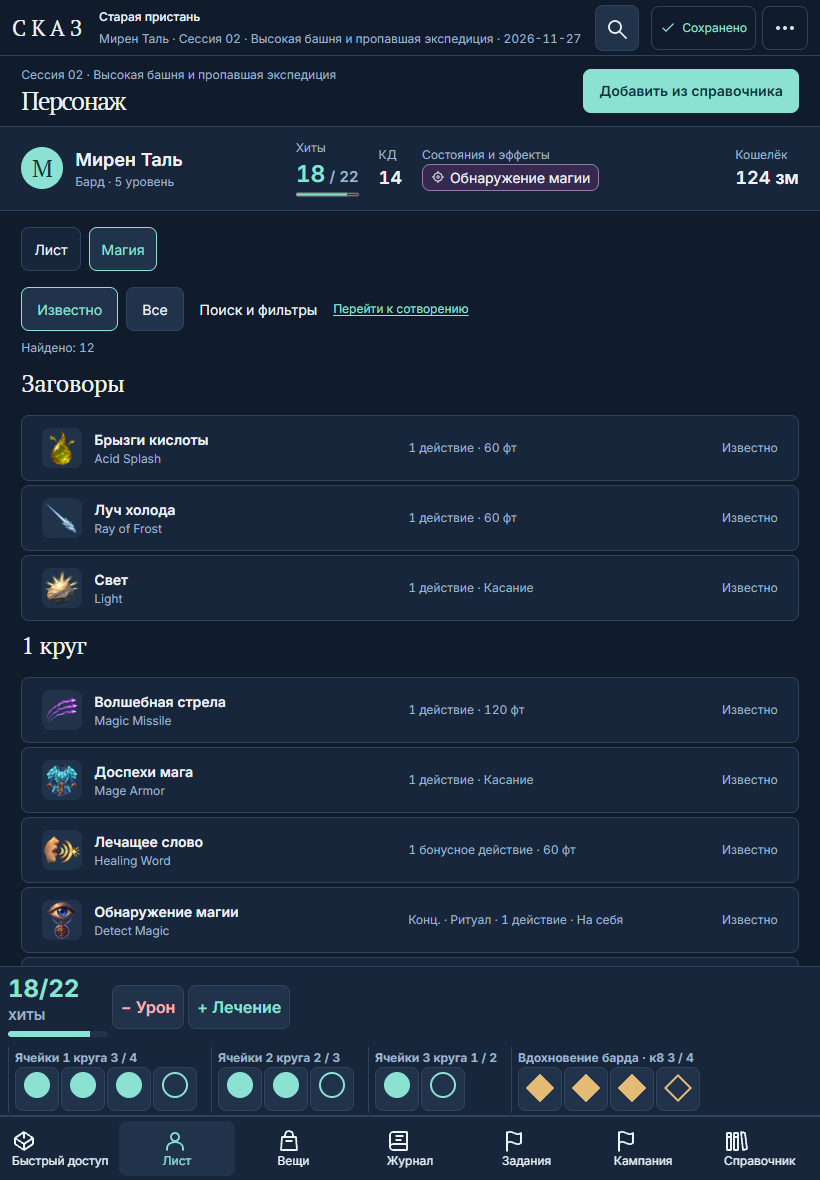 СКАЗ
Старая пристань
Мирен Таль · Сессия 02 · Высокая башня и пропавшая экспедиция · 2026-11-27
Сохранено
Сессия 02 · Высокая башня и пропавшая экспедиция
Персонаж
Добавить из справочника
М
Мирен Таль
Бард · 5 уровень
Хиты
18 / 22
КД
14
Состояния и эффекты
Обнаружение магии
Кошелёк
124 зм
Лист
Магия
Известно
Все
Поиск и фильтры
Перейти к сотворению
Найдено: 12
Заговоры
Брызги кислоты
Acid Splash
1 действие · 60 фт
Известно
Луч холода
Ray of Frost
1 действие · 60 фт
Известно
Свет
Light
1 действие · Касание
Известно
1 круг
Волшебная стрела
Magic Missile
1 действие · 120 фт
Известно
Доспехи мага
Mage Armor
1 действие · Касание
Известно
Лечащее слово
Healing Word
1 бонусное действие · 60 фт
Известно
Обнаружение магии
Detect Magic
Конц. · Ритуал · 1 действие · На себя
Известно
18/22
ХИТЫ
− Урон
+ Лечение
Ячейки 1 круга 3 / 4
Ячейки 2 круга 2 / 3
Ячейки 3 круга 1 / 2
Вдохновение барда · к8 3 / 4
Быстрый доступ
Лист
Вещи
Журнал
Задания
Кампания
Справочник